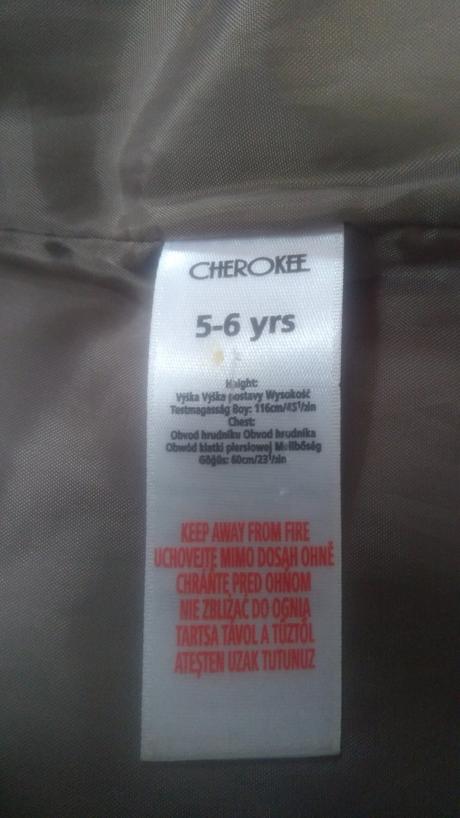 CHEROKEE
5-6 yrs
Height:
Výška Výška postavy Wysokość
Testmagasság Boy: 116cm/45½in
Chest:
Obvod hrudníku Obvod hrudníka
Obwód klatki piersiowej Mellbőség
Göğüs: 60cm/23½in
KEEP AWAY FROM FIRE
UCHOVEJTE MIMO DOSAH OHNĚ
CHRÁŇTE PRED OHŇOM
NIE ZBLIŻAĆ DO OGNIA
TARTSA TÁVOL A TŰZTŐL
ATEŞTEN UZAK TUTUNUZ